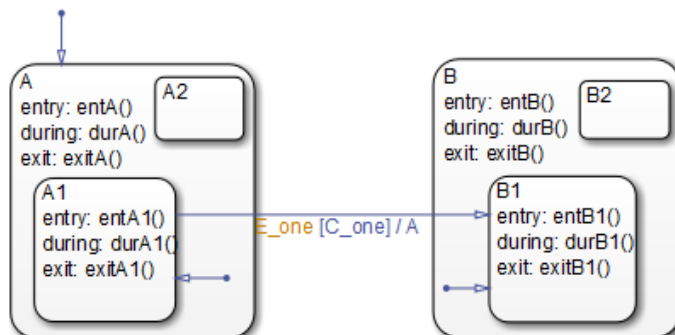 A
entry: entA()
during: durA()
exit: exitA()
A2
A1
entry: entA1()
during: durA1()
exit: exitA1()
E_one [C_one] / A
B
entry: entB()
during: durB()
exit: exitB()
B2
B1
entry: entB1()
during: durB1()
exit: exitB1()